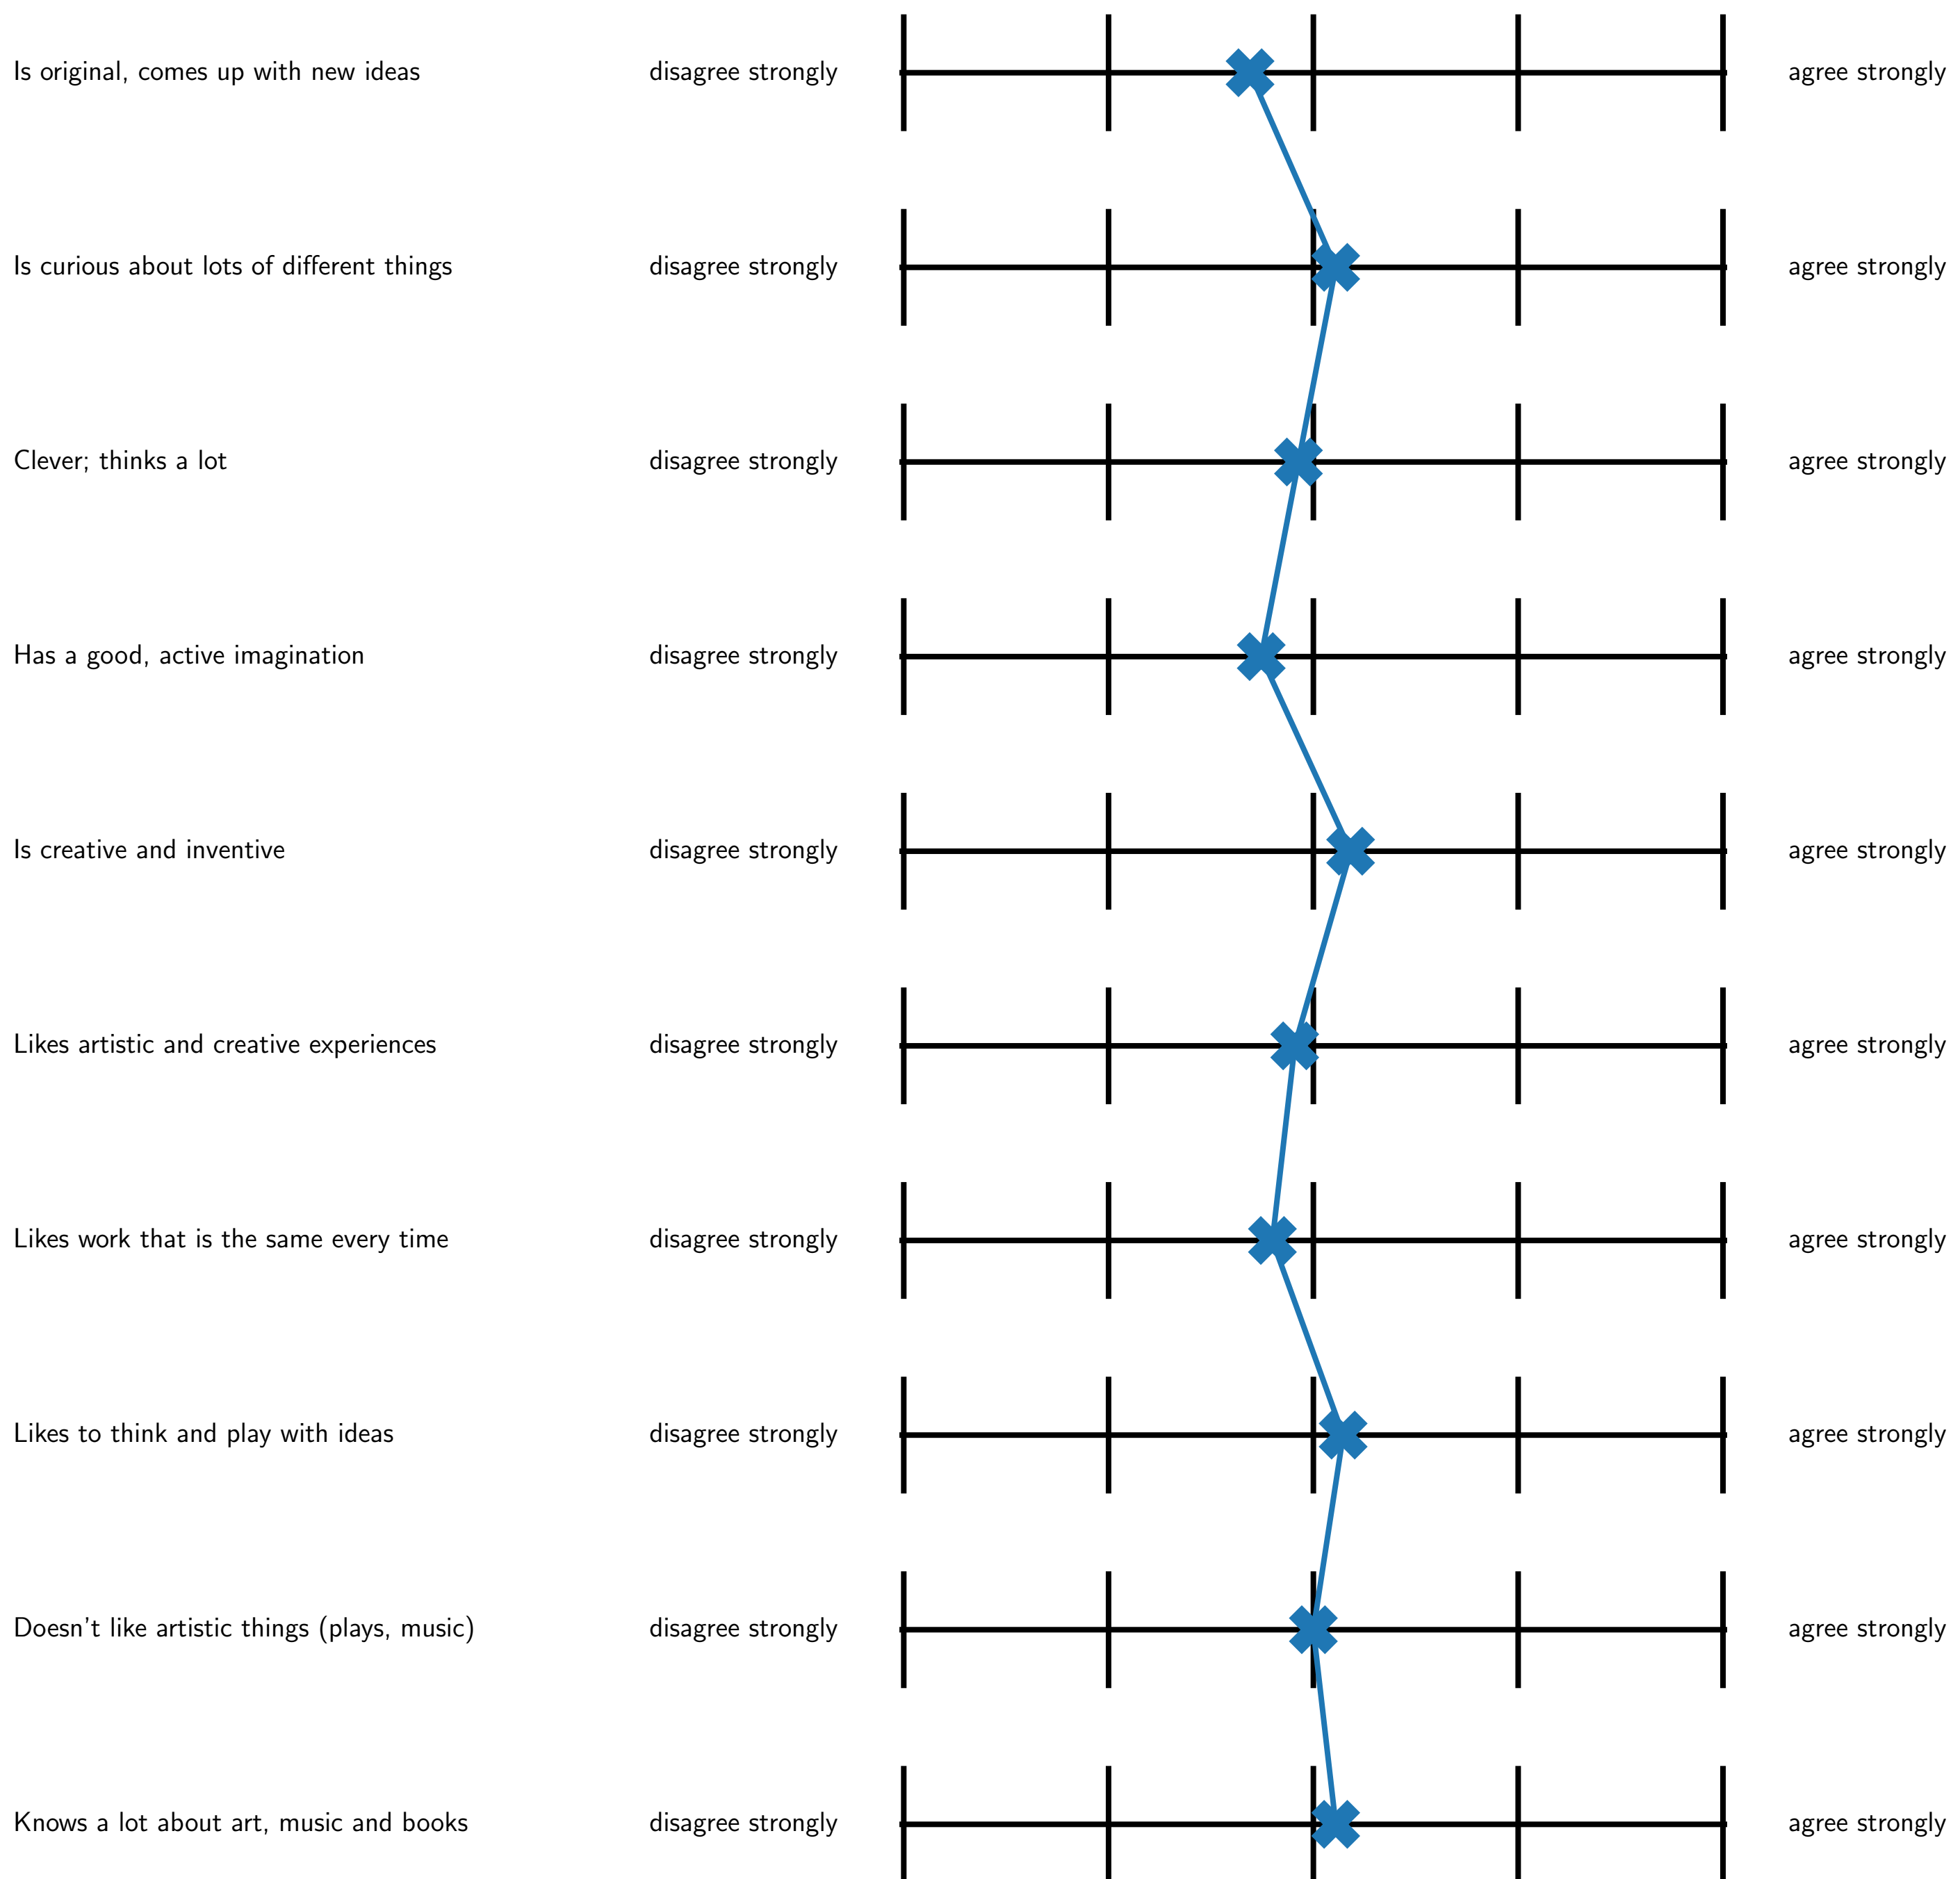 Is original, comes up with new ideas disagree strongly agree strongly
Is curious about lots of different things disagree strongly agree strongly
Clever; thinks a lot disagree strongly agree strongly
Has a good, active imagination disagree strongly agree strongly
Is creative and inventive disagree strongly agree strongly
Likes artistic and creative experiences disagree strongly agree strongly
Likes work that is the same every time disagree strongly agree strongly
Likes to think and play with ideas disagree strongly agree strongly
Doesn't like artistic things (plays, music) disagree strongly agree strongly
Knows a lot about art, music and books disagree strongly agree strongly